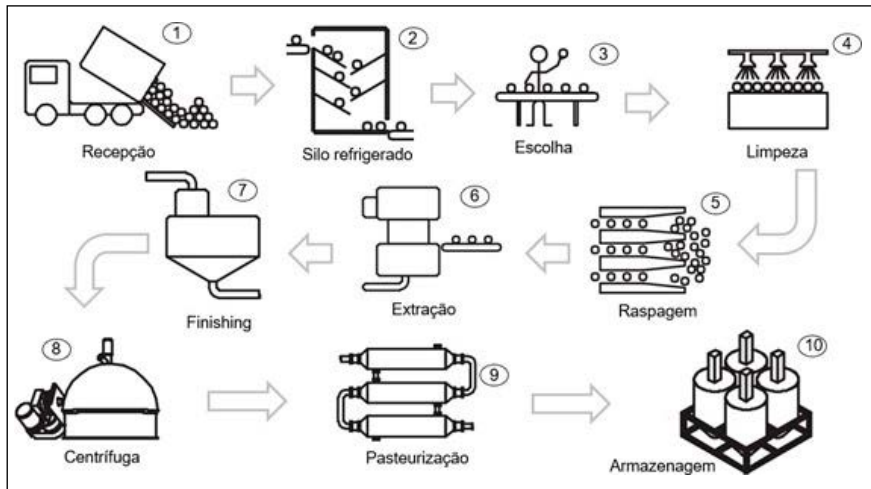 1
Recepção
2
Silo refrigerado
3
Escolha
4
Limpeza
5
Raspagem
6
Extração
7
Finishing
8
Centrífuga
9
Pasteurização
10
Armazenagem